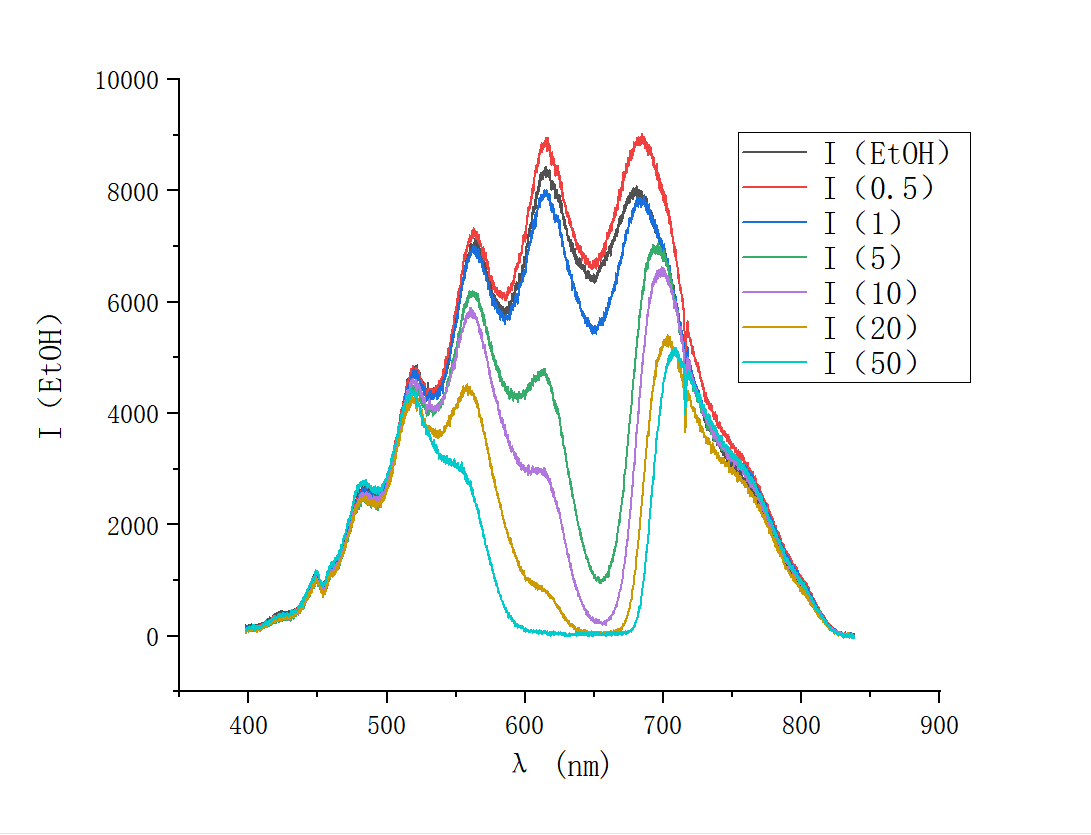 10000
8000
6000
4000
2000
0
I (EtOH)
400 500 600 700 800 900
λ (nm)
I (EtOH)
I (0.5)
I (1)
I (5)
I (10)
I (20)
I (50)